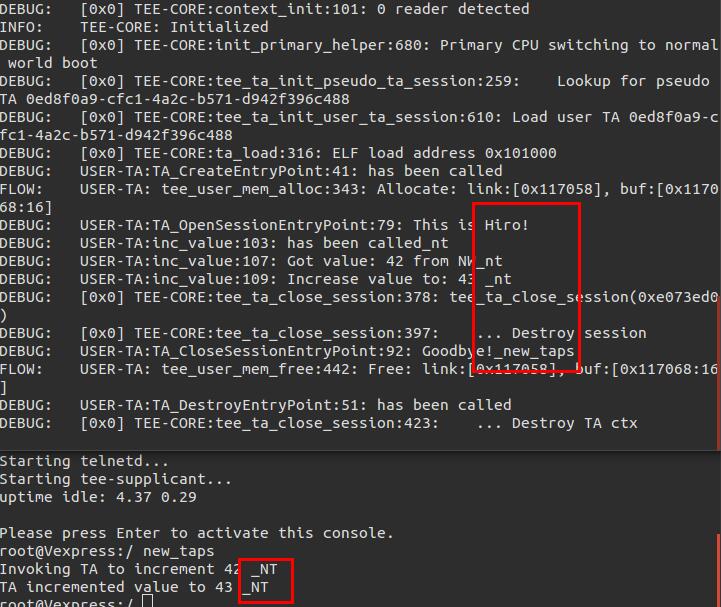 DEBUG:   [0x0] TEE-CORE:context_init:101: 0 reader detected
INFO:    TEE-CORE: Initialized
DEBUG:   [0x0] TEE-CORE:init_primary_helper:680: Primary CPU switching to normal
 world boot
DEBUG:   [0x0] TEE-CORE:tee_ta_init_pseudo_ta_session:259:    Lookup for pseudo
TA 0ed8f0a9-cfc1-4a2c-b571-d942f396c488
DEBUG:   [0x0] TEE-CORE:tee_ta_init_user_ta_session:610: Load user TA 0ed8f0a9-c
fc1-4a2c-b571-d942f396c488
DEBUG:   [0x0] TEE-CORE:ta_load:316: ELF load address 0x101000
DEBUG:   USER-TA:TA_CreateEntryPoint:41: has been called
FLOW:    USER-TA: tee_user_mem_alloc:343: Allocate: link:[0x117058], buf:[0x1170
68:16]
DEBUG:   USER-TA:TA_OpenSessionEntryPoint:79: This is Hiro!
DEBUG:   USER-TA:inc_value:103: has been called_nt
DEBUG:   USER-TA:inc_value:107: Got value: 42 from NW_nt
DEBUG:   USER-TA:inc_value:109: Increase value to: 43 _nt
DEBUG:   [0x0] TEE-CORE:tee_ta_close_session:378: tee_ta_close_session(0xe073ed0
)
DEBUG:   [0x0] TEE-CORE:tee_ta_close_session:397:    ... Destroy session
DEBUG:   USER-TA:TA_CloseSessionEntryPoint:92: Goodbye!_new_taps
FLOW:    USER-TA: tee_user_mem_free:442: Free: link:[0x117058], buf:[0x117068:16
]
DEBUG:   USER-TA:TA_DestroyEntryPoint:51: has been called
DEBUG:   [0x0] TEE-CORE:tee_ta_close_session:423:    ... Destroy TA ctx
Starting telnetd...
Starting tee-supplicant...
uptime idle: 4.37 0.29
Please press Enter to activate this console.
root@Vexpress:/ new_taps
Invoking TA to increment 42 _NT
TA incremented value to 43 _NT
root@Vexpress:/